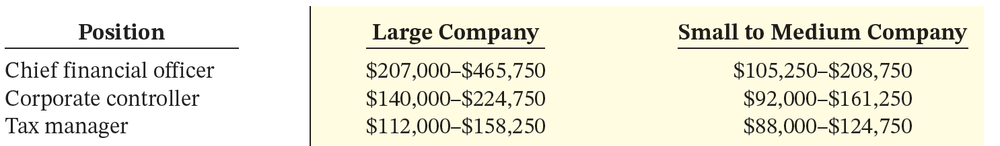 Position Large Company Small to Medium Company
Chief financial officer $207,000–$465,750 $105,250–$208,750
Corporate controller $140,000–$224,750 $92,000–$161,250
Tax manager $112,000–$158,250 $88,000–$124,750